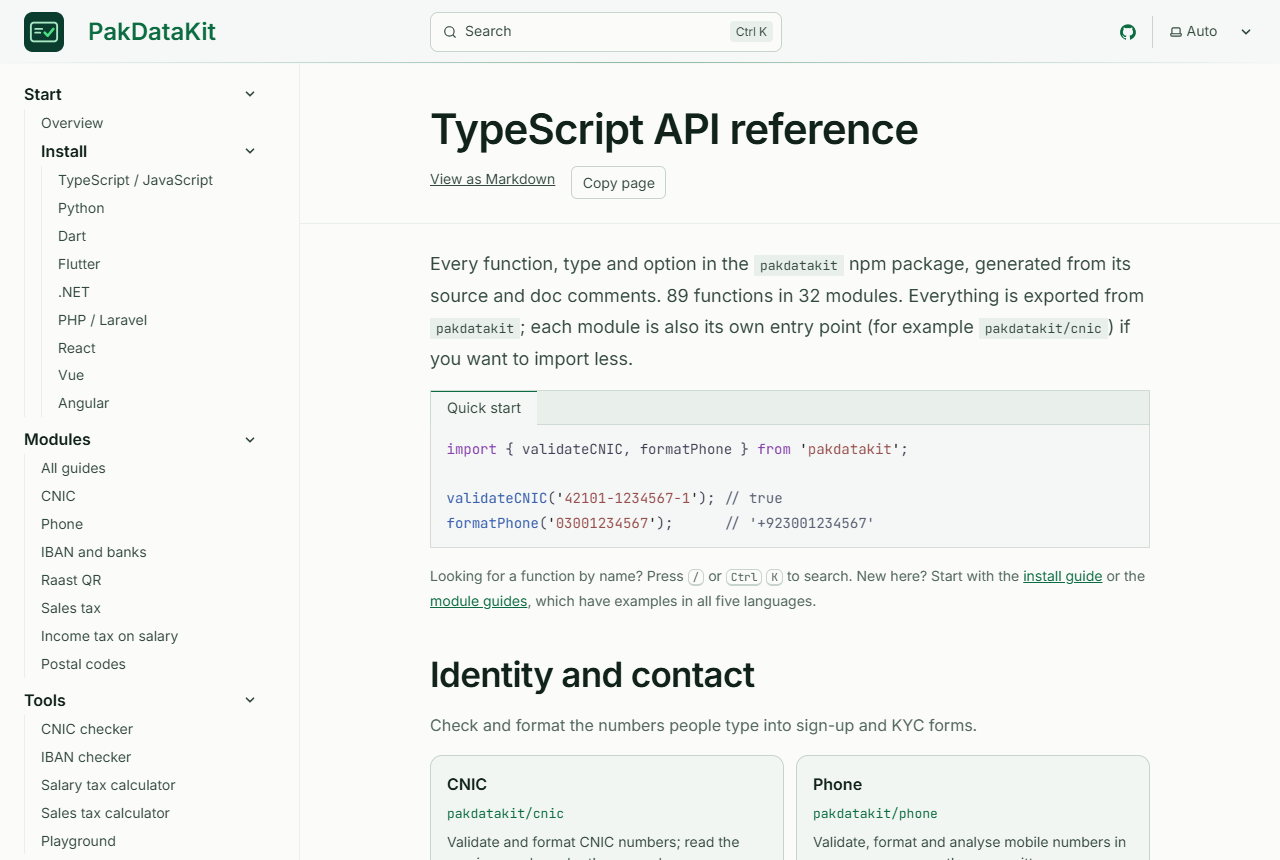 PakDataKit
Search
Ctrl K
Auto
Start
Overview
Install
TypeScript / JavaScript
Python
Dart
Flutter
.NET
PHP / Laravel
React
Vue
Angular
Modules
All guides
CNIC
Phone
IBAN and banks
Raast QR
Sales tax
Income tax on salary
Postal codes
Tools
CNIC checker
IBAN checker
Salary tax calculator
Sales tax calculator
Playground
TypeScript API reference
View as Markdown
Copy page
Every function, type and option in the pakdatakit npm package, generated from its
source and doc comments. 89 functions in 32 modules. Everything is exported from
pakdatakit; each module is also its own entry point (for example pakdatakit/cnic) if
you want to import less.
Quick start
import { validateCNIC, formatPhone } from 'pakdatakit';
validateCNIC('42101-1234567-1'); // true
formatPhone('03001234567');      // '+923001234567'
Looking for a function by name? Press / or Ctrl K to search. New here? Start with the install guide or the
module guides, which have examples in all five languages.
Identity and contact
Check and format the numbers people type into sign-up and KYC forms.
CNIC
pakdatakit/cnic
Validate and format CNIC numbers; read the
Phone
pakdatakit/phone
Validate, format and analyse mobile numbers in